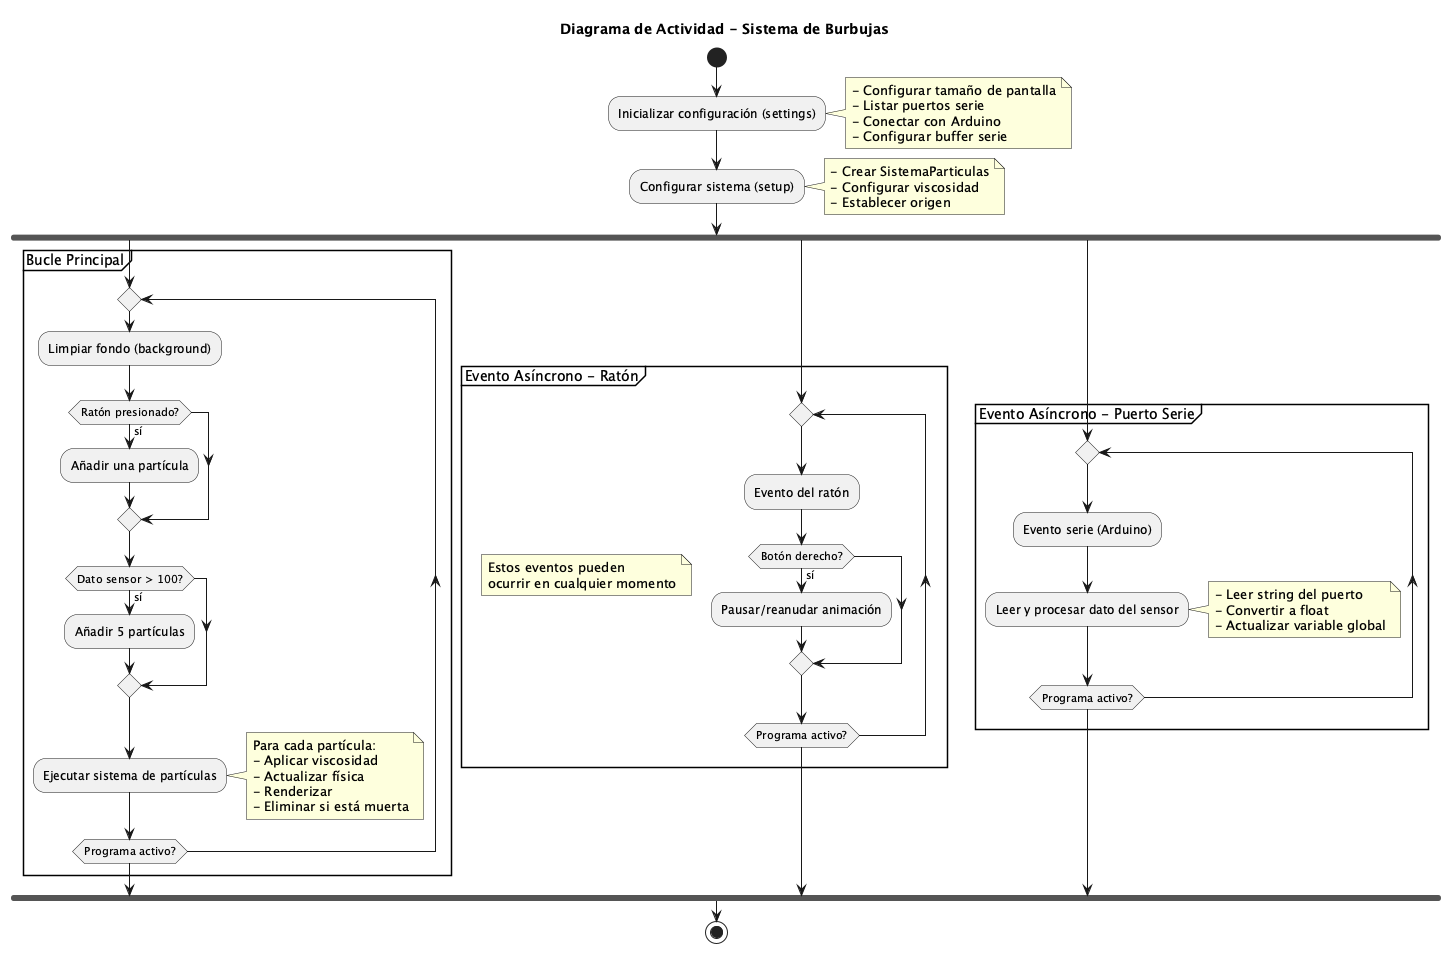 Diagrama de Actividad - Sistema de Burbujas
Inicializar configuración (settings)
- Configurar tamaño de pantalla
- Listar puertos serie
- Conectar con Arduino
- Configurar buffer serie
Configurar sistema (setup)
- Crear SistemaParticulas
- Configurar viscosidad
- Establecer origen
Bucle Principal
Limpiar fondo (background)
Ratón presionado?
sí
Añadir una partícula
Dato sensor > 100?
sí
Añadir 5 partículas
Ejecutar sistema de partículas
Para cada partícula:
- Aplicar viscosidad
- Actualizar física
- Renderizar
- Eliminar si está muerta
Programa activo?
Evento Asíncrono - Ratón
Evento del ratón
Estos eventos pueden
ocurrir en cualquier momento
Botón derecho?
sí
Pausar/reanudar animación
Programa activo?
Evento Asíncrono - Puerto Serie
Evento serie (Arduino)
Leer y procesar dato del sensor
- Leer string del puerto
- Convertir a float
- Actualizar variable global
Programa activo?